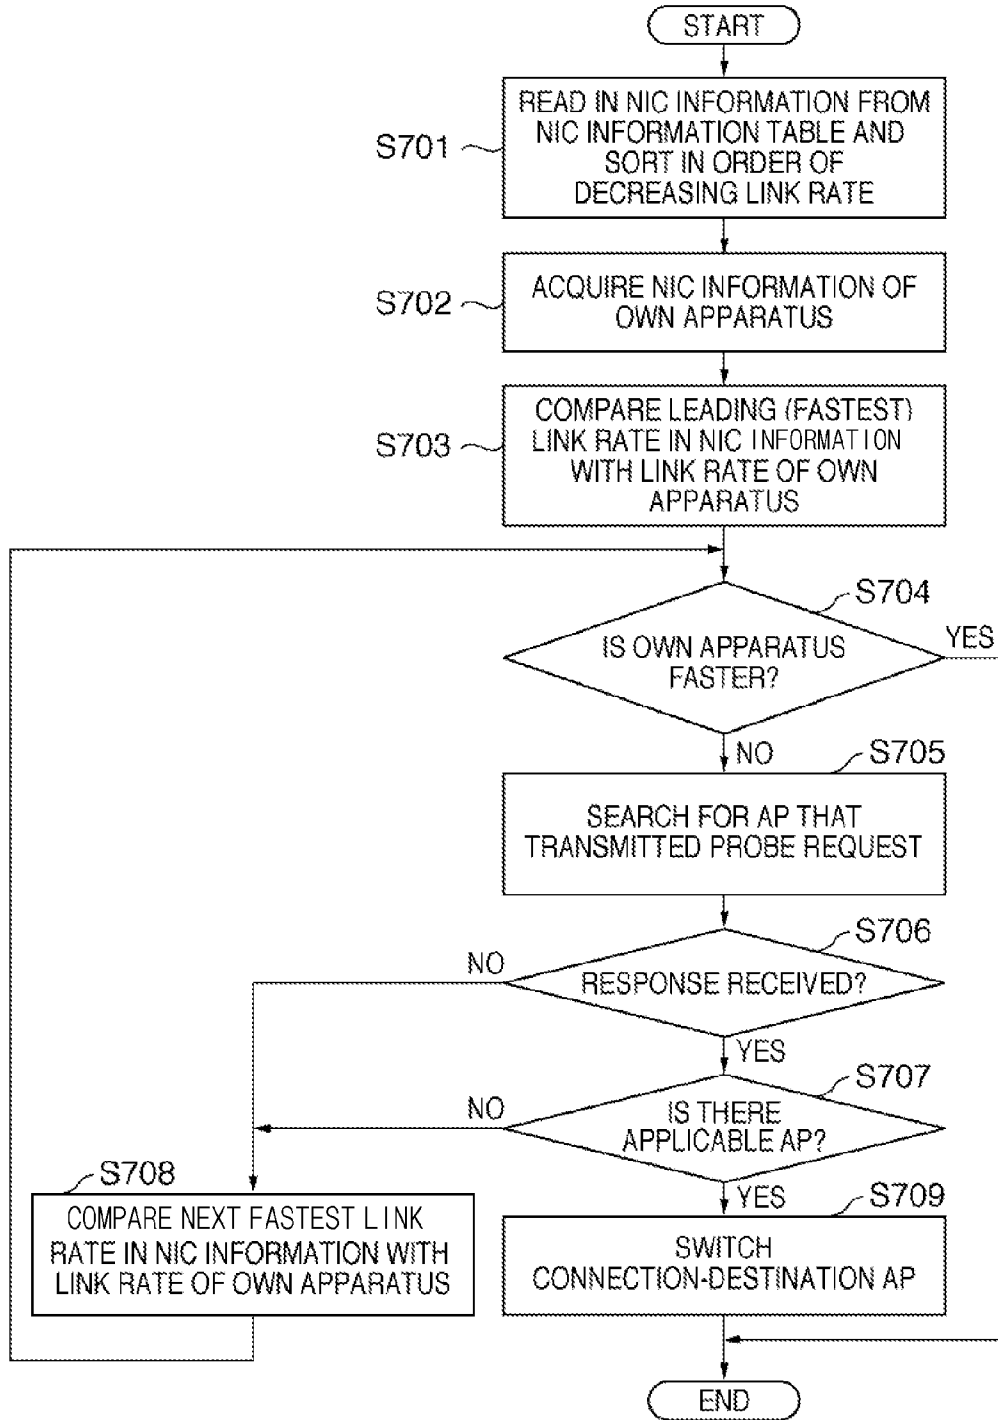 START
READ IN NIC INFORMATION FROM
NIC INFORMATION TABLE AND
SORT IN ORDER OF
DECREASING LINK RATE
S701
ACQUIRE NIC INFORMATION OF
OWN APPARATUS
S702
COMPARE LEADING (FASTEST)
LINK RATE IN NIC INFORMATION
WITH LINK RATE OF OWN
APPARATUS
S703
S704
IS OWN APPARATUS
FASTER?
YES
NO
S705
SEARCH FOR AP THAT
TRANSMITTED PROBE REQUEST
S706
RESPONSE RECEIVED?
NO
YES
S707
IS THERE
APPLICABLE AP?
NO
YES
S708
COMPARE NEXT FASTEST LINK
RATE IN NIC INFORMATION WITH
LINK RATE OF OWN APPARATUS
S709
SWITCH
CONNECTION-DESTINATION AP
END